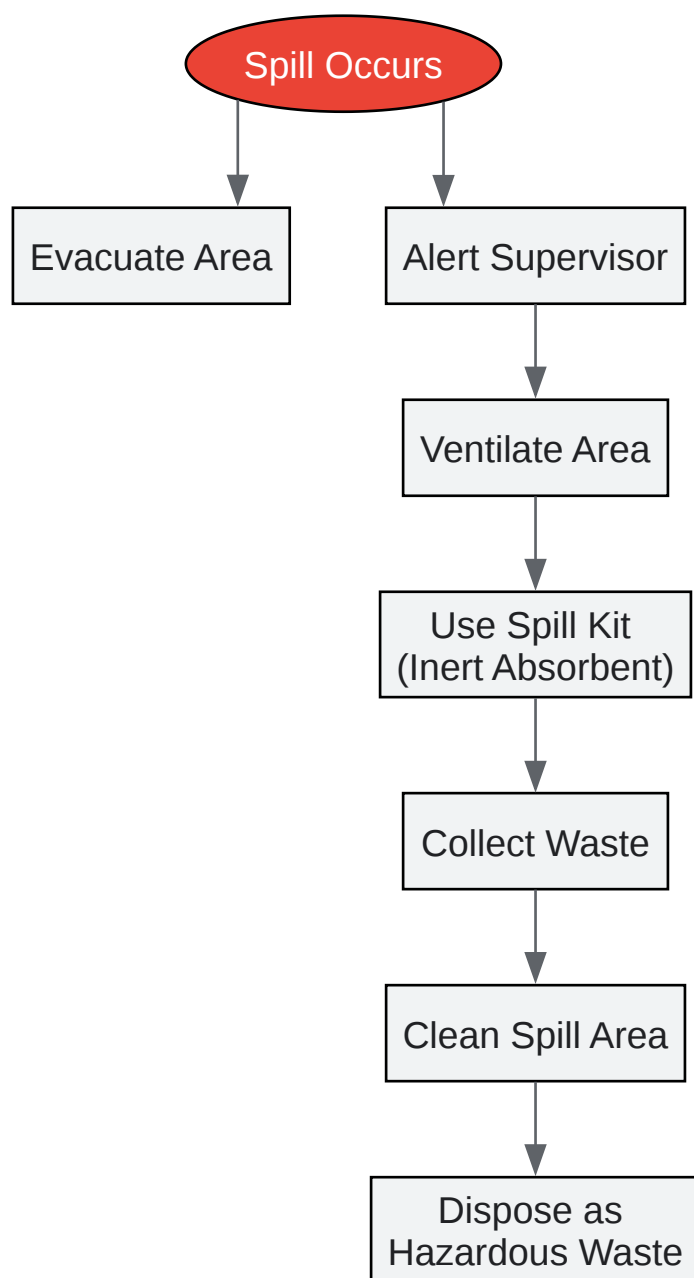 Spill Occurs
Evacuate Area
Alert Supervisor
Ventilate Area
Use Spill Kit
(Inert Absorbent)
Collect Waste
Clean Spill Area
Dispose as
Hazardous Waste